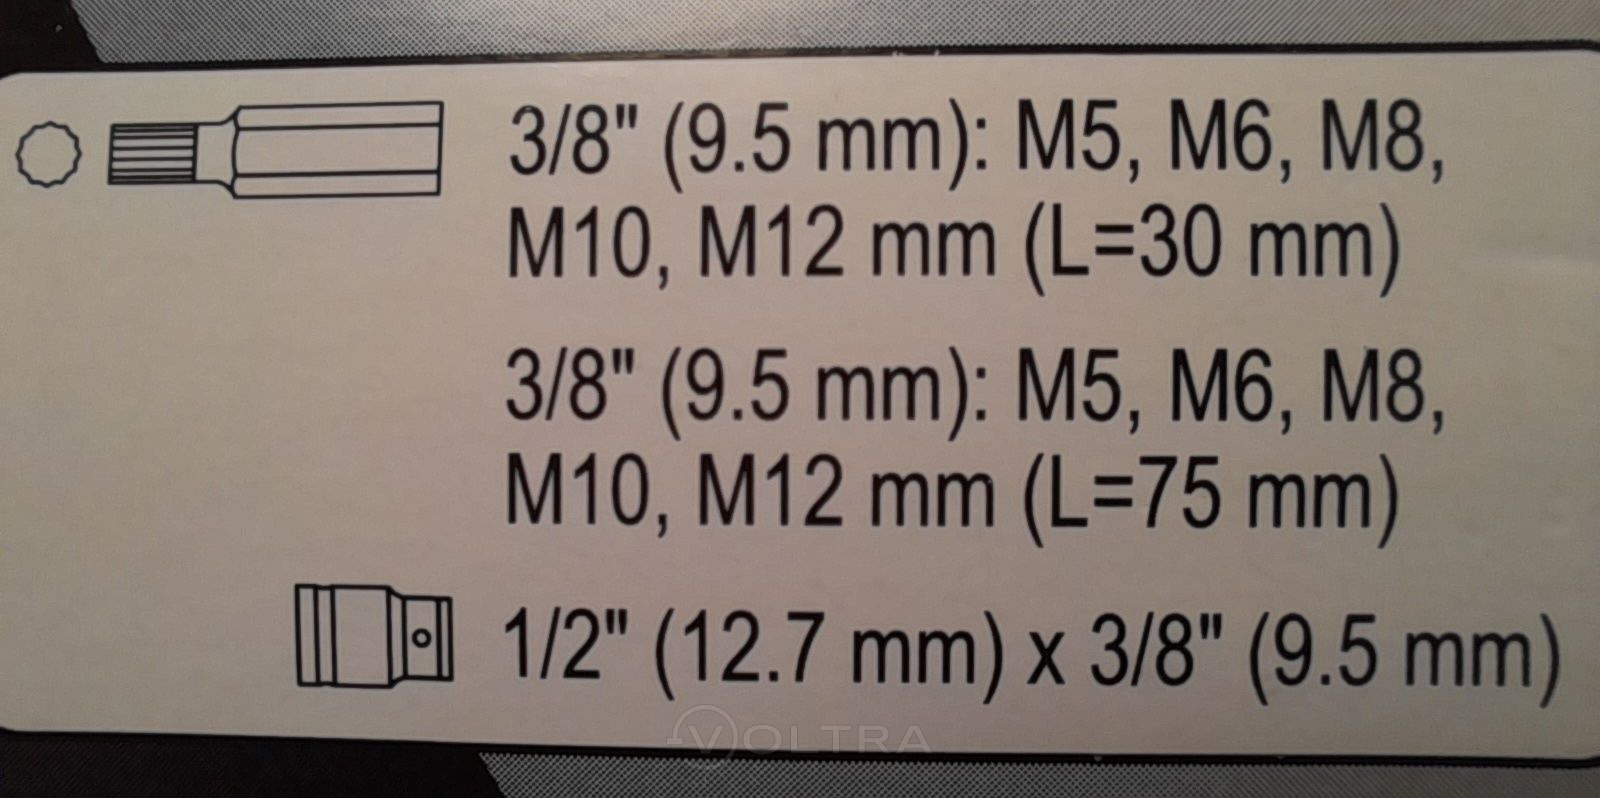 3/8" (9.5 mm): M5, M6, M8,
M10, M12 mm (L=30 mm)
3/8" (9.5 mm): M5, M6, M8,
M10, M12 mm (L=75 mm)
1/2" (12.7 mm) x 3/8" (9.5 mm)
VOLTRA